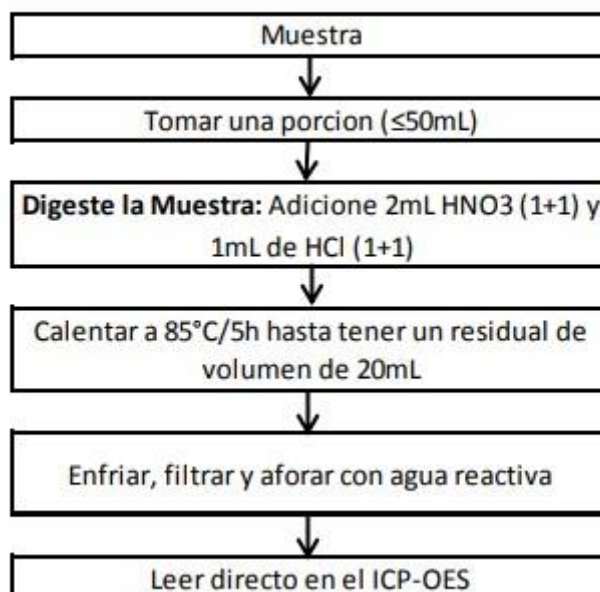 Muestra
Tomar una porcion (≤50mL)
Digeste la Muestra: Adicione 2mL HNO3 (1+1) y
1mL de HCl (1+1)
Calentar a 85°C/5h hasta tener un residual de
volumen de 20mL
Enfriar, filtrar y aforar con agua reactiva
Leer directo en el ICP-OES